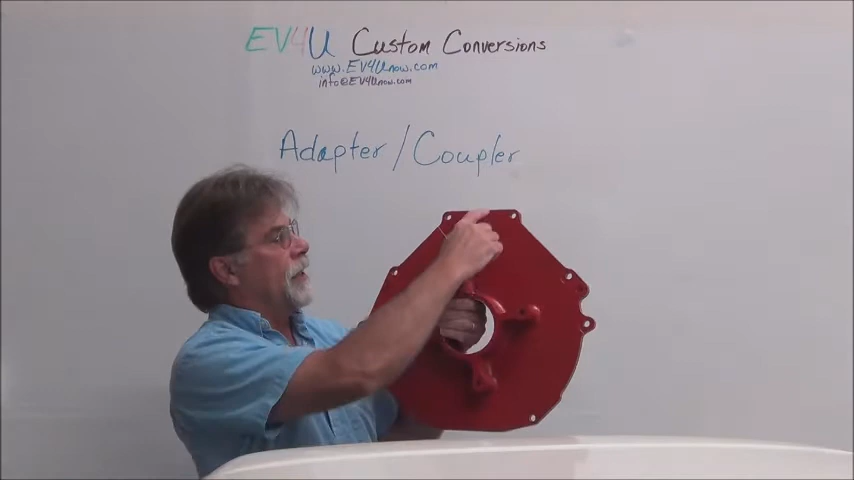 EV4U Custom Conversions
www.EV4Unow.com
info@EV4Unow.com
Adapter/Coupler